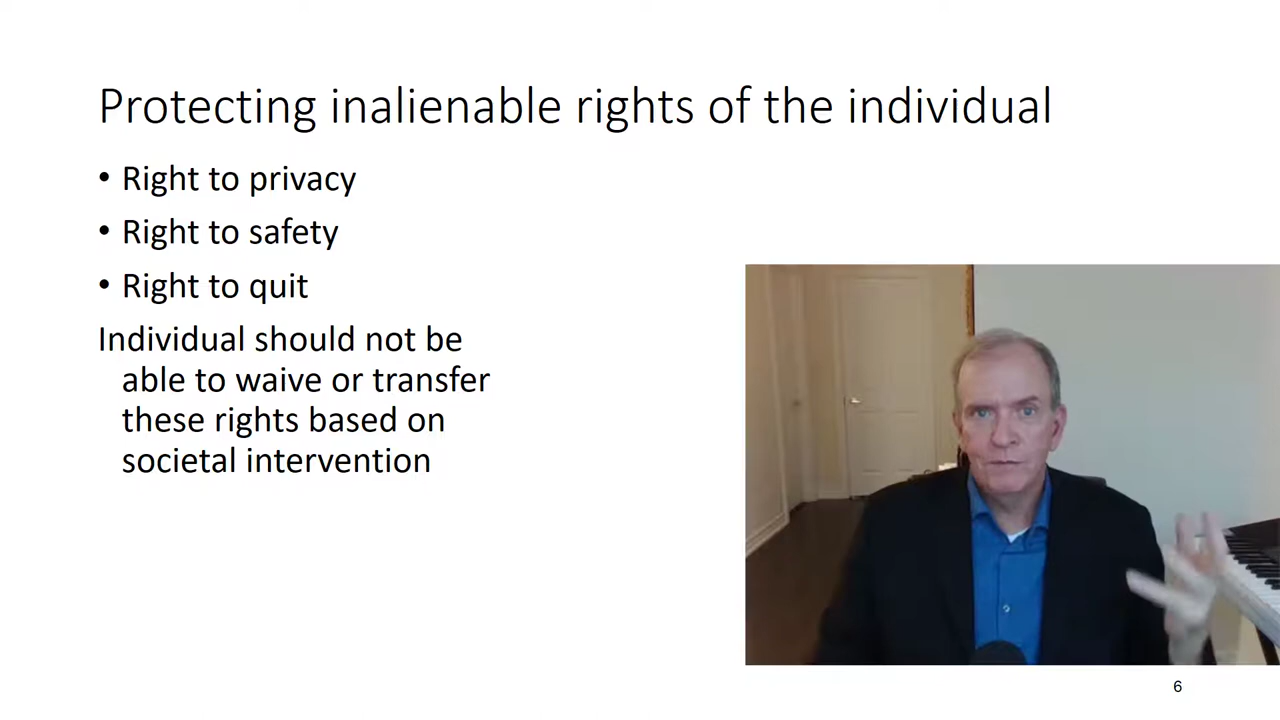 Protecting inalienable rights of the individual
• Right to privacy
• Right to safety
• Right to quit
Individual should not be
able to waive or transfer
these rights based on
societal intervention
6